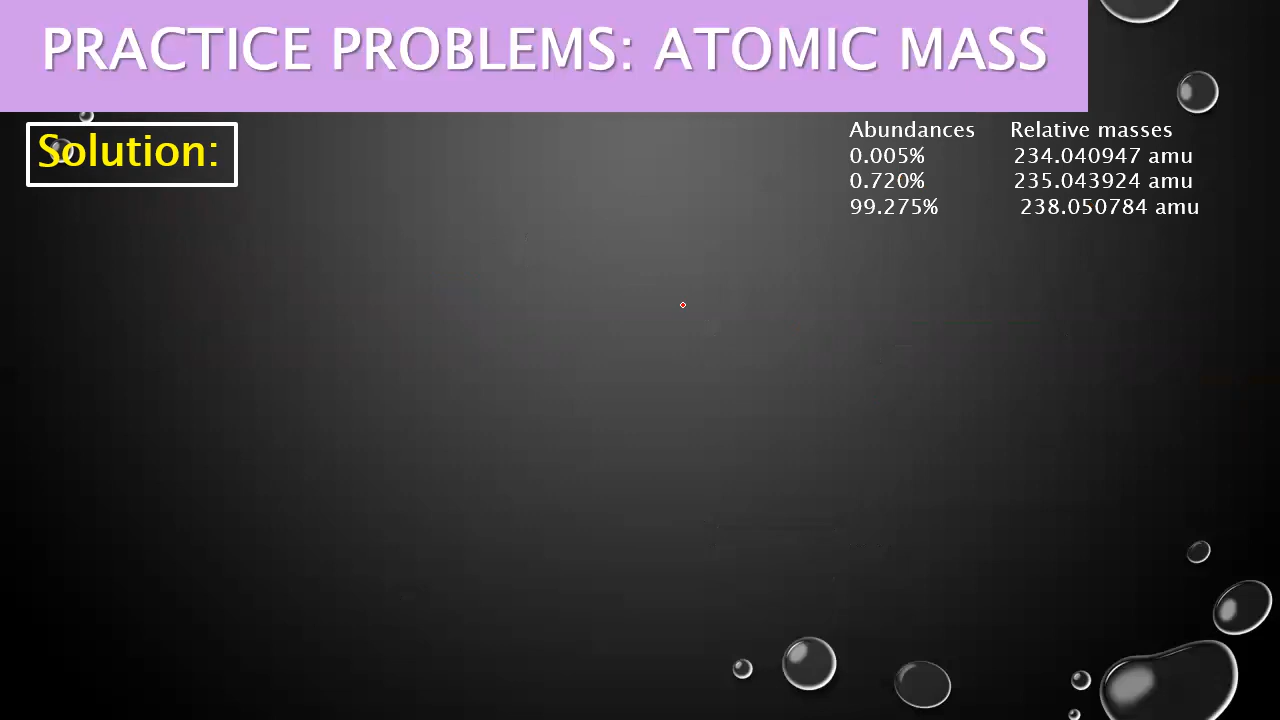 PRACTICE PROBLEMS: ATOMIC MASS
Solution:
Abundances Relative masses
0.005% 234.040947 amu
0.720% 235.043924 amu
99.275% 238.050784 amu